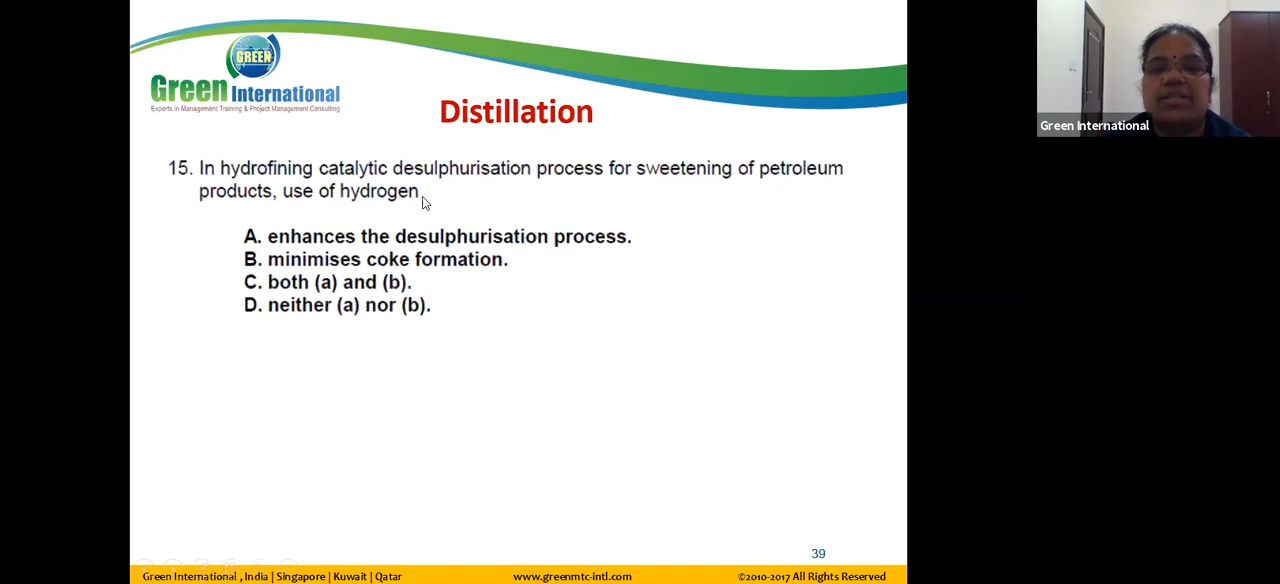 GREEN
Green International
Experts in Management Training & Project Management Consulting
Distillation
15. In hydrofining catalytic desulphurisation process for sweetening of petroleum
products, use of hydrogen
A. enhances the desulphurisation process.
B. minimises coke formation.
C. both (a) and (b).
D. neither (a) nor (b).
39
Green International , India | Singapore | Kuwait | Qatar
www.greenmtc-intl.com
©2010-2017 All Rights Reserved
Green International